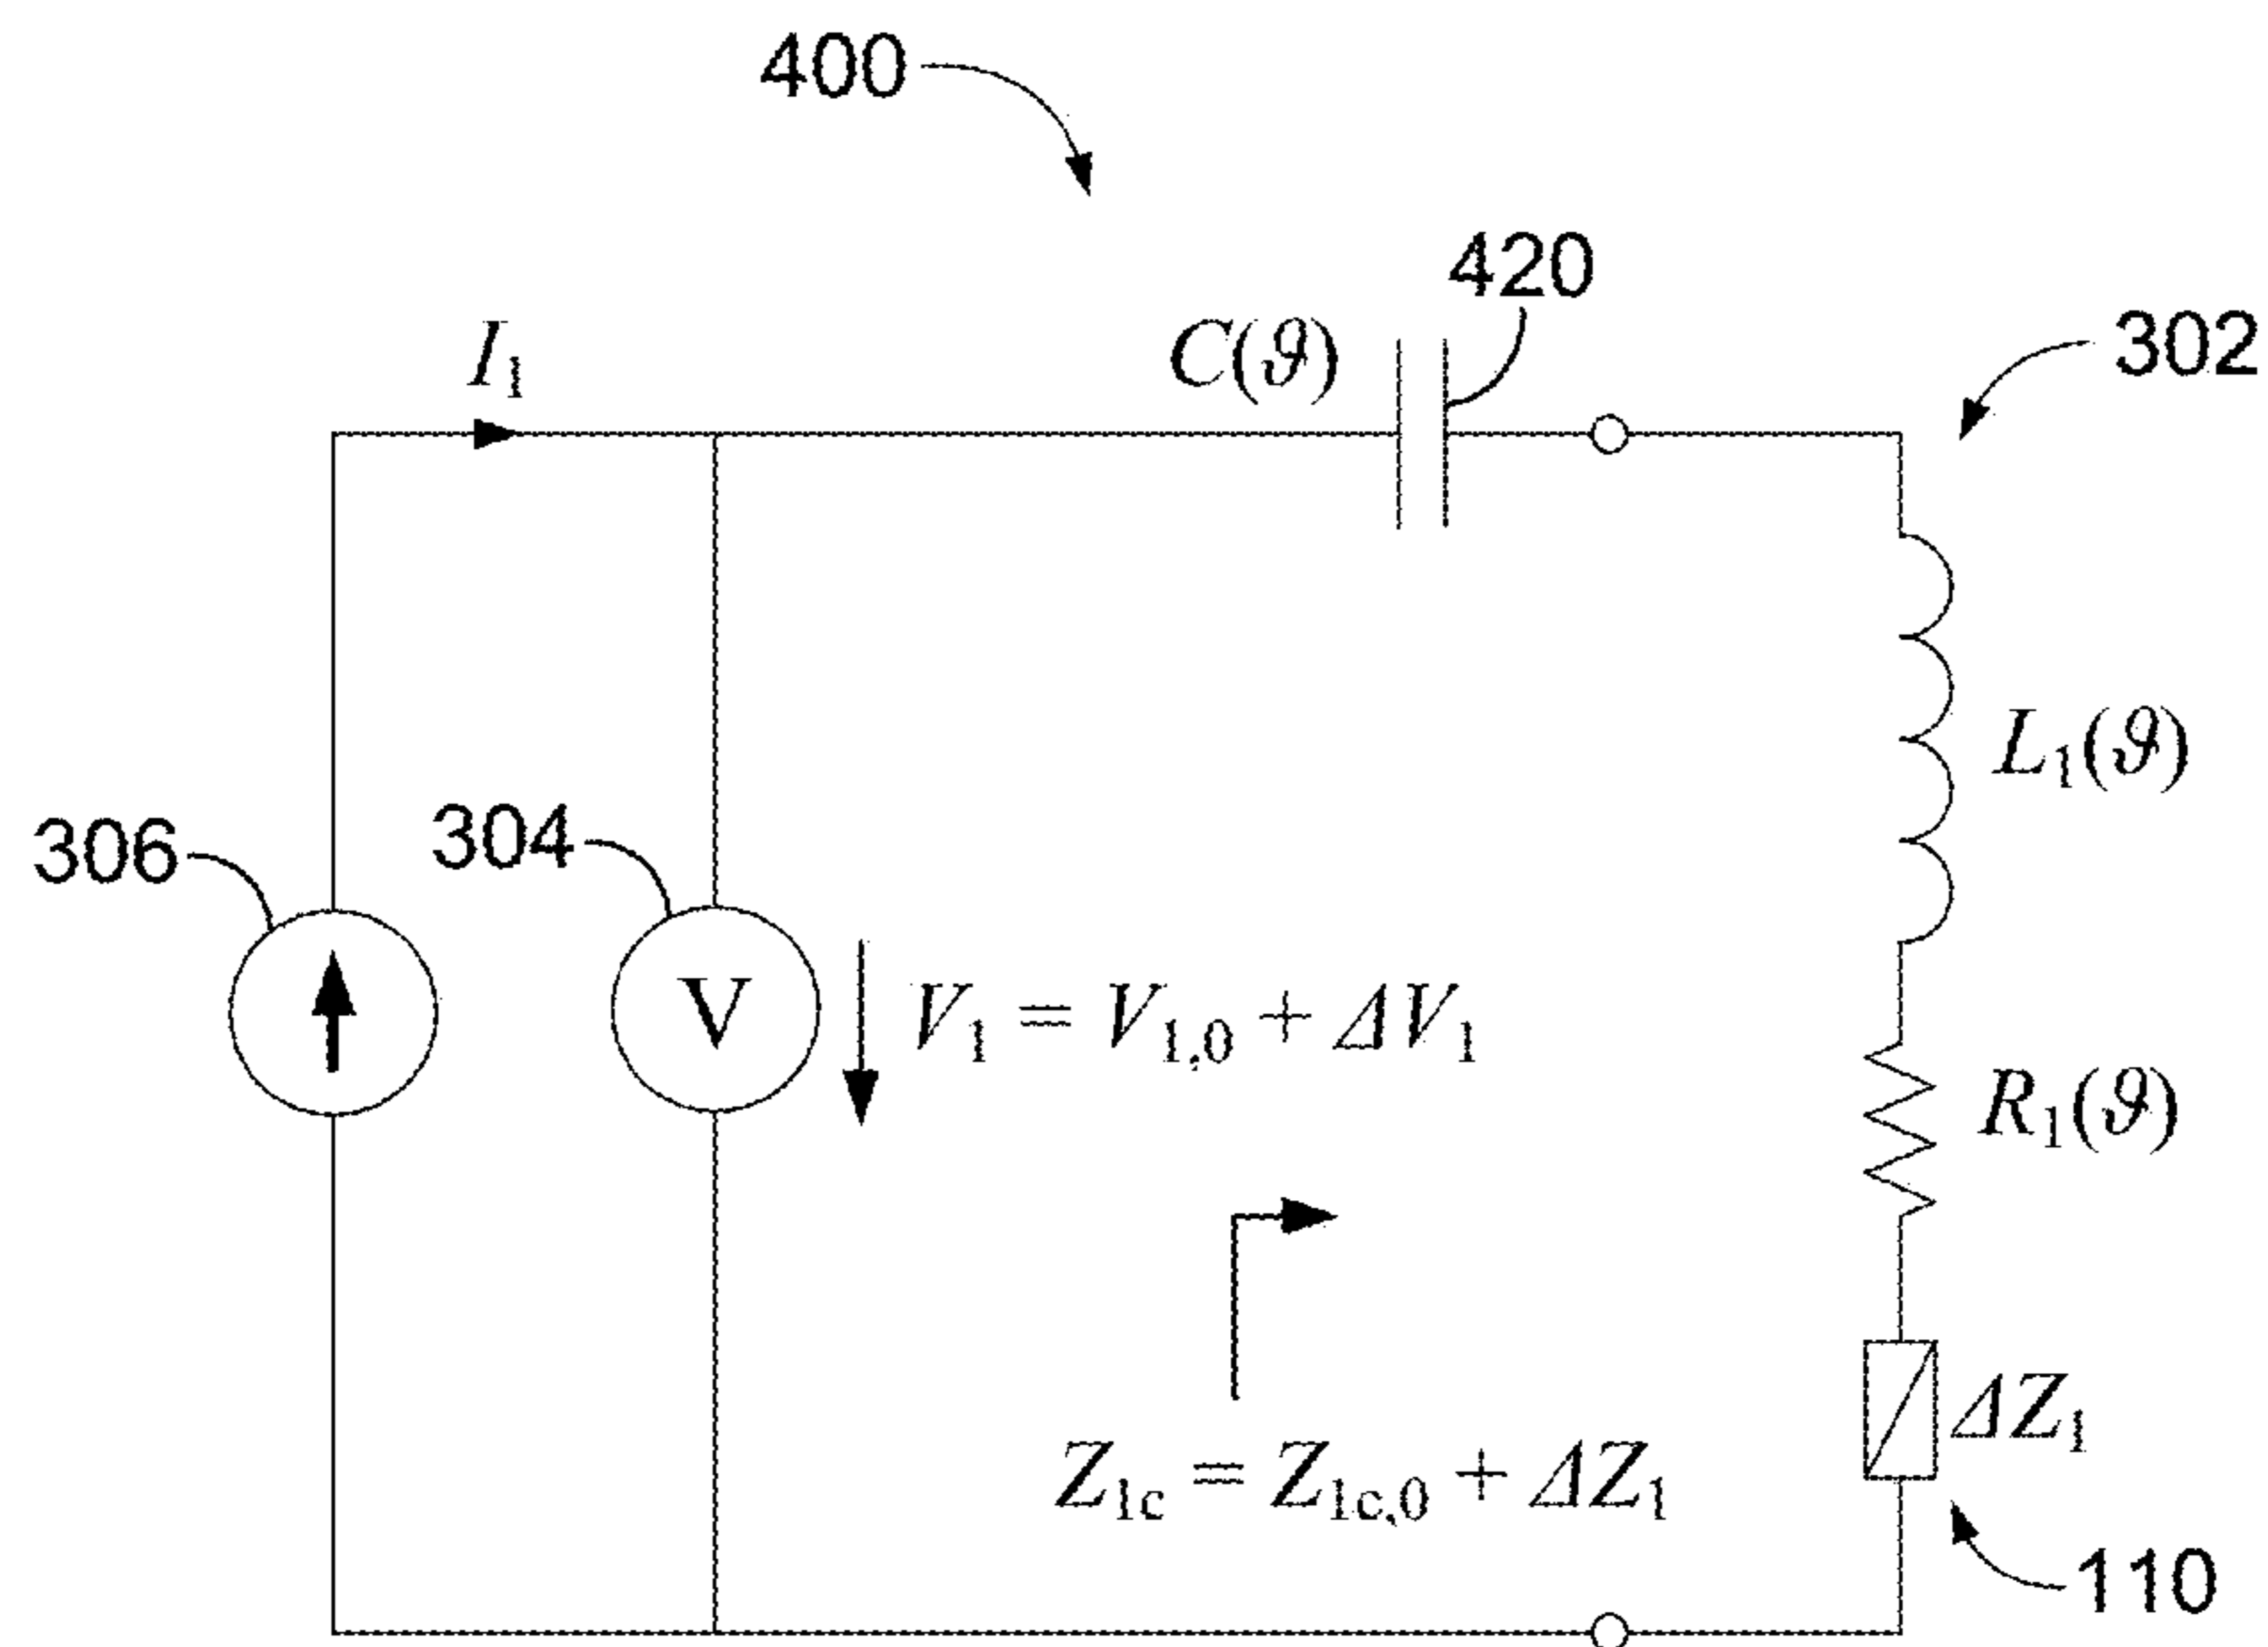 400
420
302
I₁
C(ϑ)
L₁(ϑ)
306
304
V
V₁ = V₁,₀ + ΔV₁
R₁(ϑ)
Z₁c = Z₁c,₀ + ΔZ₁
ΔZ₁
110